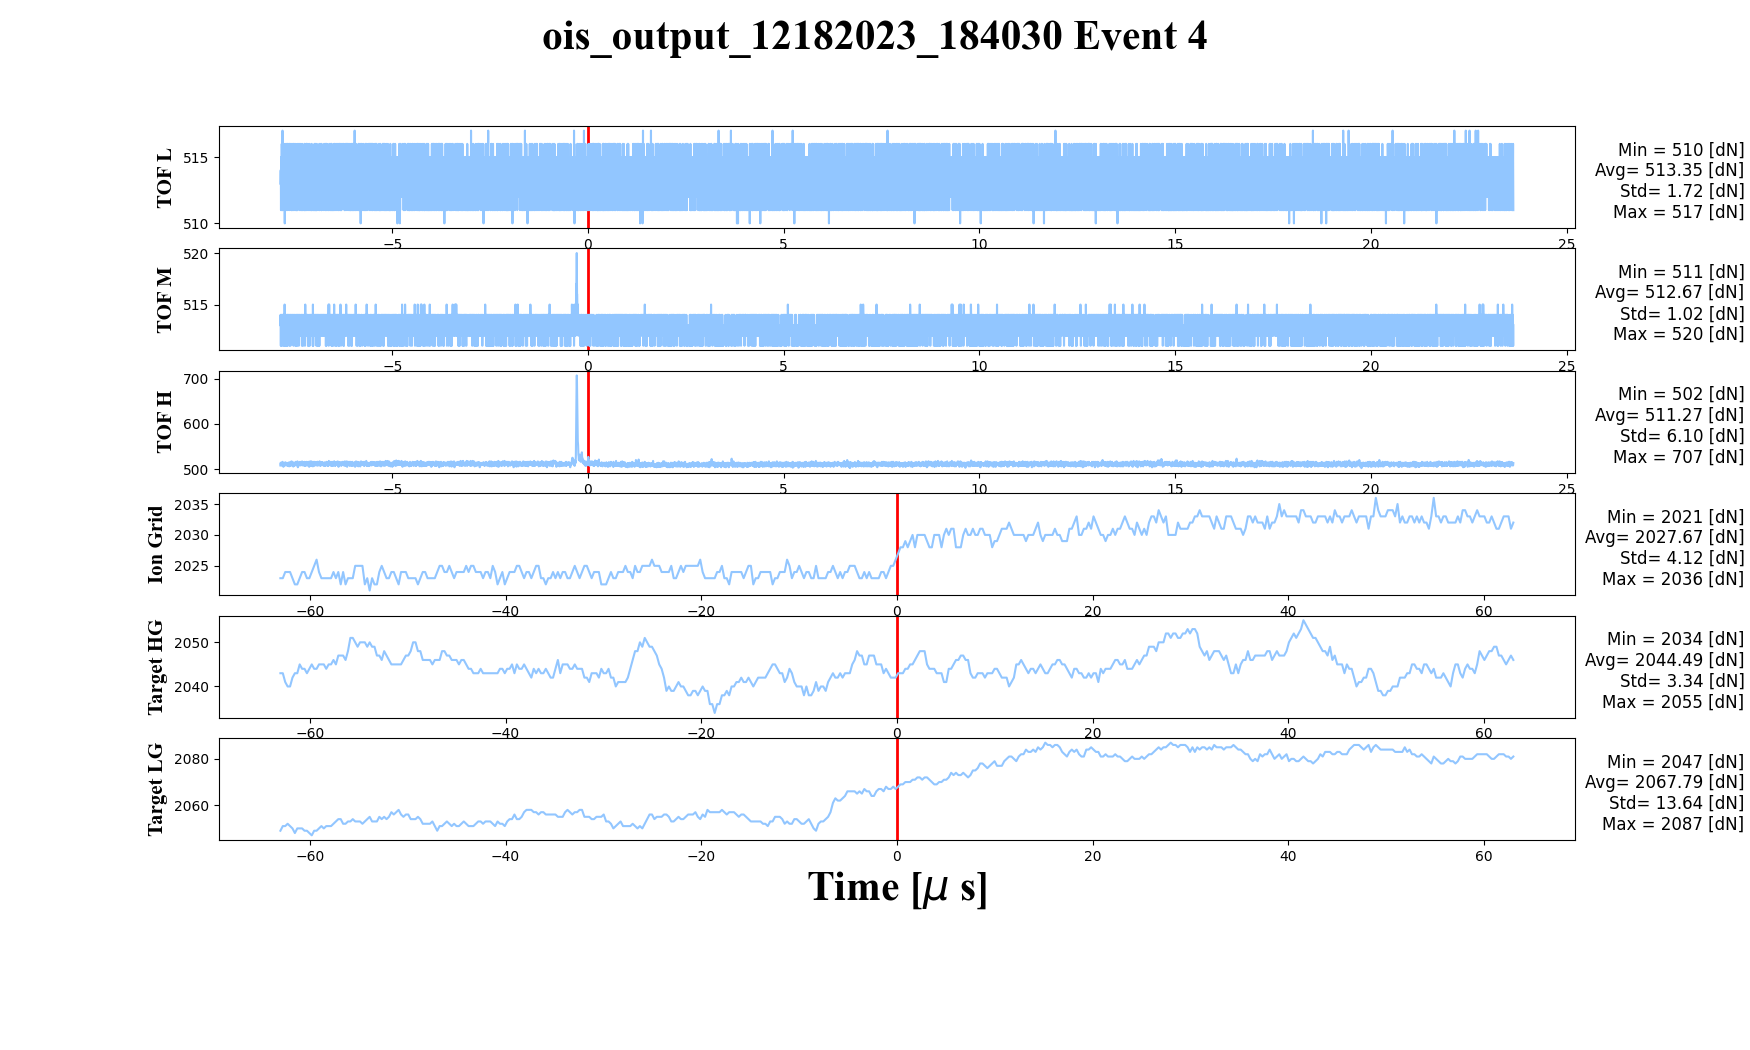 ois_output_12182023_184030 Event 4
TOF L
515
510
−5
0
5
10
15
20
25
Min = 510 [dN]
Avg= 513.35 [dN]
Std= 1.72 [dN]
Max = 517 [dN]
TOF M
520
515
−5
0
5
10
15
20
25
Min = 511 [dN]
Avg= 512.67 [dN]
Std= 1.02 [dN]
Max = 520 [dN]
TOF H
700
600
500
−5
0
5
10
15
20
25
Min = 502 [dN]
Avg= 511.27 [dN]
Std= 6.10 [dN]
Max = 707 [dN]
Ion Grid
2035
2030
2025
−60
−40
−20
0
20
40
60
Min = 2021 [dN]
Avg= 2027.67 [dN]
Std= 4.12 [dN]
Max = 2036 [dN]
Target HG
2050
2040
−60
−40
−20
0
20
40
60
Min = 2034 [dN]
Avg= 2044.49 [dN]
Std= 3.34 [dN]
Max = 2055 [dN]
Target LG
2080
2060
−60
−40
−20
0
20
40
60
Min = 2047 [dN]
Avg= 2067.79 [dN]
Std= 13.64 [dN]
Max = 2087 [dN]
Time [μ s]